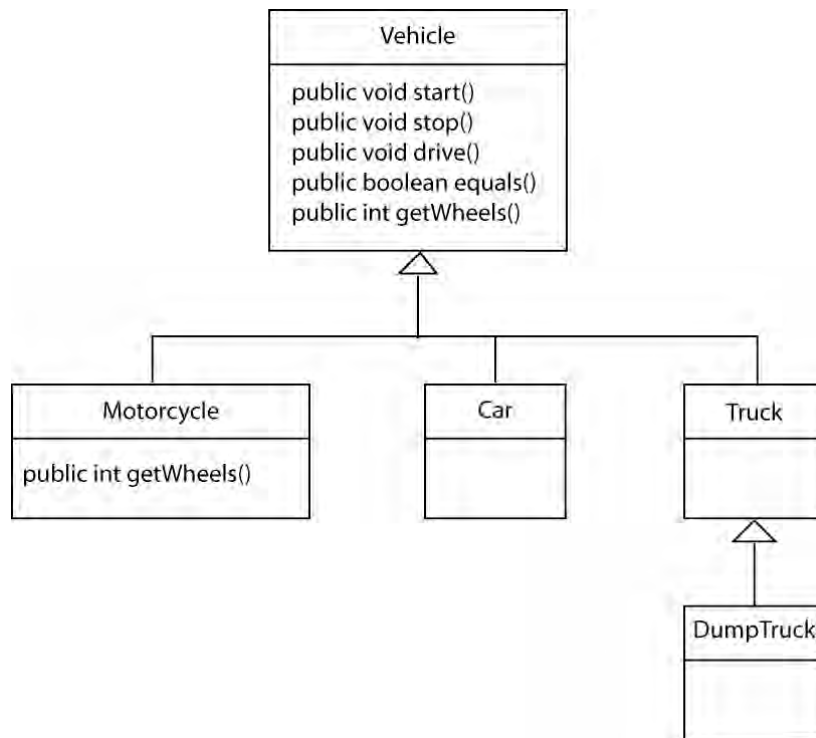 Vehicle
public void start()
public void stop()
public void drive()
public boolean equals()
public int getWheels()
Motorcycle
public int getWheels()
Car
Truck
DumpTruck